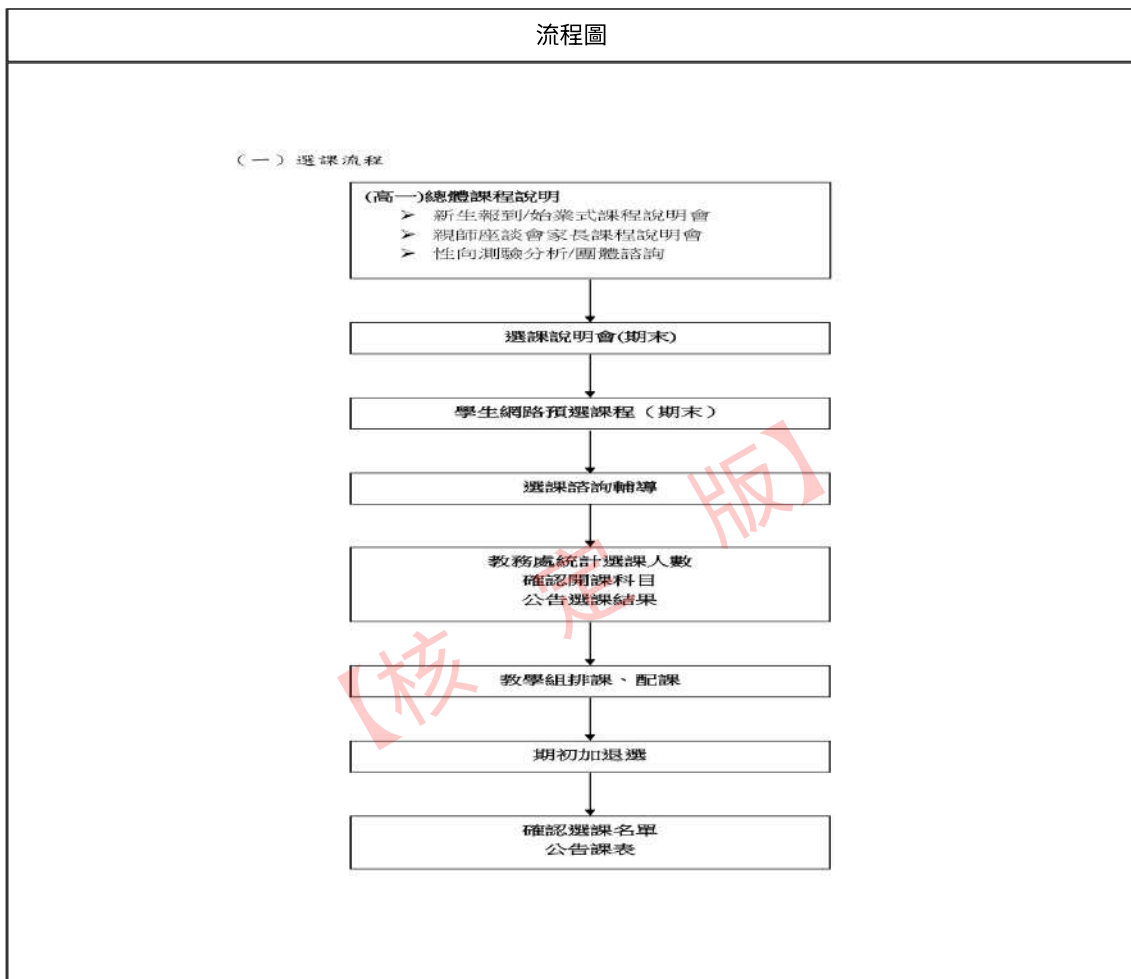 流程圖
（一）選課流程
(高一)總體課程說明
➢ 新生報到/始業式課程說明會
➢ 親師座談會家長課程說明會
➢ 性向測驗分析/團體諮詢
選課說明會(期末)
學生網路預選課程（期末）
選課諮詢輔導
教務處統計選課人數
確認開課科目
公告選課結果
教學組排課、配課
期初加退選
確認選課名單
公告課表
【核定版】